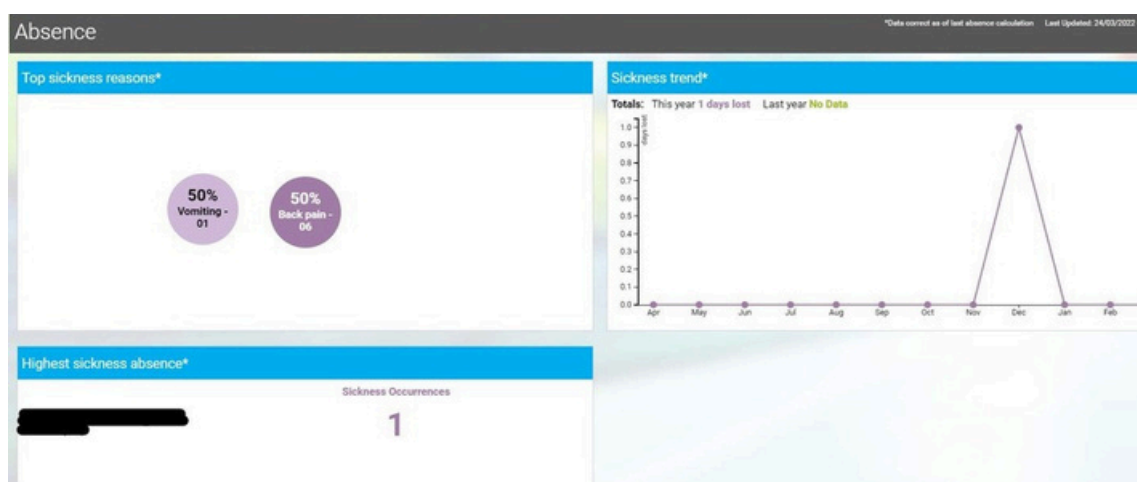 Absence
*Data correct as of last absence calculation Last Updated: 24/03/2022
Top sickness reasons*
50%
Vomiting -
01
50%
Back pain -
06
Sickness trend*
Totals: This year 1 days lost Last year No Data
days lost
1.0
0.9
0.8
0.7
0.6
0.5
0.4
0.3
0.2
0.1
0.0
Apr May Jun Jul Aug Sep Oct Nov Dec Jan Feb
Highest sickness absence*
Sickness Occurrences
1